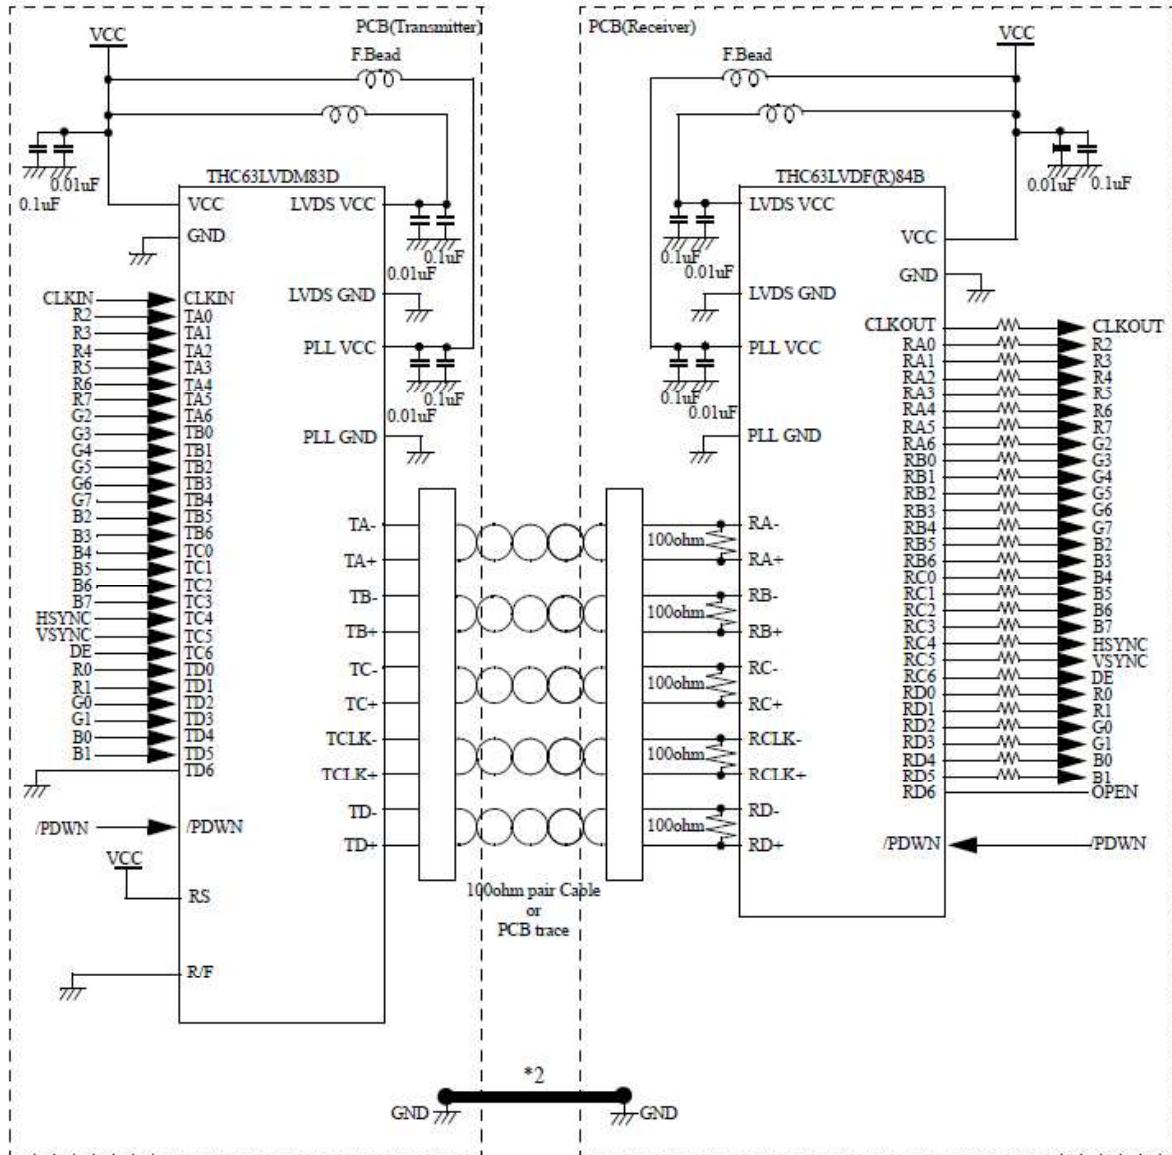 PCB(Transmitter)
VCC
F.Bead
0.01uF
0.1uF
THC63LVDM83D
VCC
GND
LVDS VCC
0.1uF
0.01uF
LVDS GND
PLL VCC
0.1uF
0.01uF
PLL GND
CLKIN CLKIN
R2 TA0
R3 TA1
R4 TA2
R5 TA3
R6 TA4
R7 TA5
G2 TA6
G3 TB0
G4 TB1
G5 TB2
G6 TB3
G7 TB4
B2 TB5
B3 TB6
B4 TC0
B5 TC1
B6 TC2
B7 TC3
HSYNC TC4
VSYNC TC5
DE TC6
R0 TD0
R1 TD1
G0 TD2
G1 TD3
B0 TD4
B1 TD5
TD6
/PDWN /PDWN
VCC
RS
R/F
TA-
TA+
TB-
TB+
TC-
TC+
TCLK-
TCLK+
TD-
TD+
100ohm pair Cable
or
PCB trace
PCB(Receiver)
VCC
F.Bead
0.01uF
0.1uF
THC63LVDF(R)84B
LVDS VCC
0.1uF
0.01uF
LVDS GND
PLL VCC
0.1uF
0.01uF
PLL GND
VCC
GND
100ohm
RA-
RA+
100ohm
RB-
RB+
100ohm
RC-
RC+
100ohm
RCLK-
RCLK+
100ohm
RD-
RD+
CLKOUT CLKOUT
RA0 R2
RA1 R3
RA2 R4
RA3 R5
RA4 R6
RA5 R7
RA6 G2
RB0 G3
RB1 G4
RB2 G5
RB3 G6
RB4 G7
RB5 B2
RB6 B3
RC0 B4
RC1 B5
RC2 B6
RC3 B7
RC4 HSYNC
RC5 VSYNC
RC6 DE
RD0 R0
RD1 R1
RD2 G0
RD3 G1
RD4 B0
RD5 B1
RD6 OPEN
/PDWN /PDWN
*2
GND GND